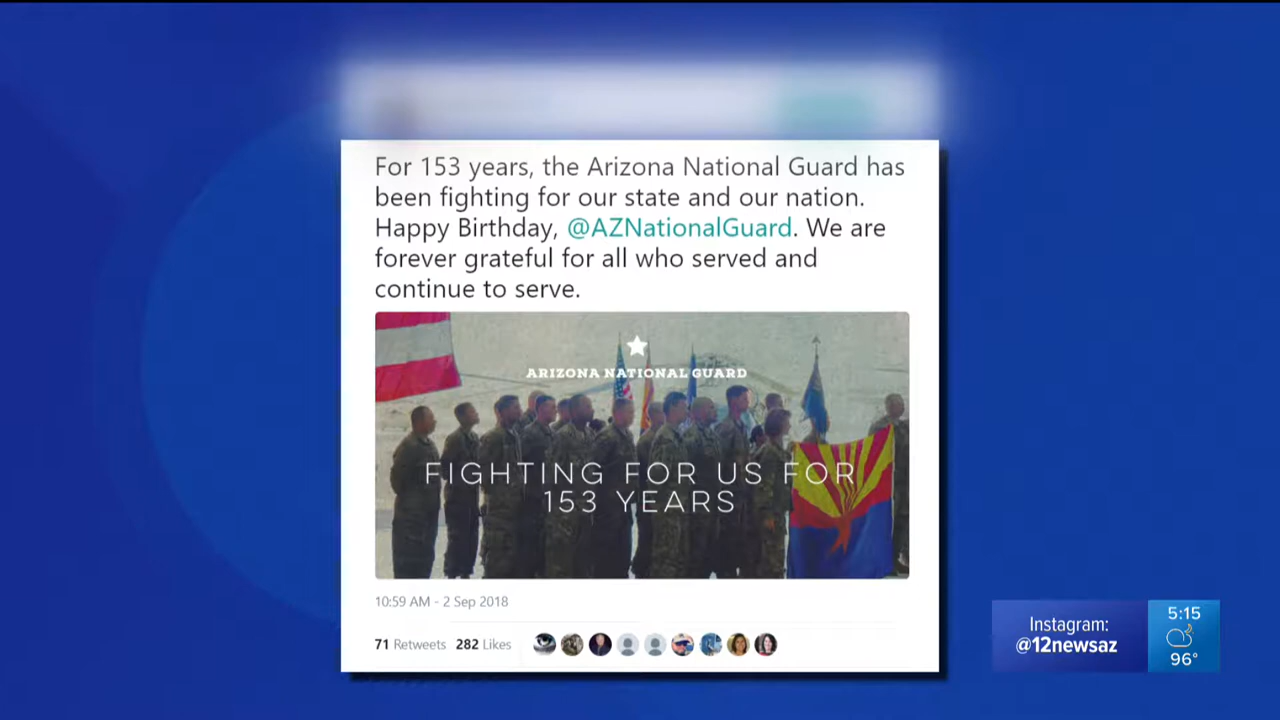 For 153 years, the Arizona National Guard has
been fighting for our state and our nation.
Happy Birthday, @AZNationalGuard. We are
forever grateful for all who served and
continue to serve.
ARIZONA NATIONAL GUARD
FIGHTING FOR US FOR
153 YEARS
10:59 AM - 2 Sep 2018
71 Retweets 282 Likes
Instagram:
@12newsaz
5:15
96°